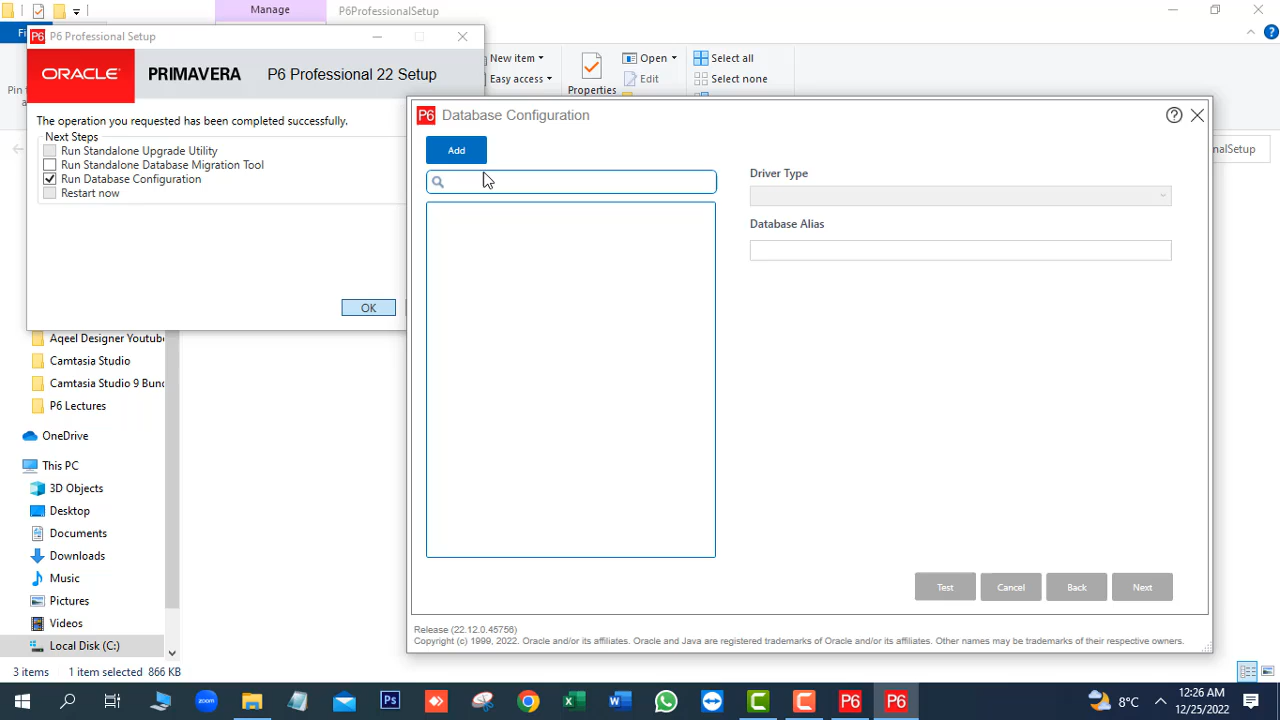 Manage
P6ProfessionalSetup
P6 Professional Setup
ORACLE
PRIMAVERA
P6 Professional 22 Setup
The operation you requested has been completed successfully.
Next Steps
Run Standalone Upgrade Utility
Run Standalone Database Migration Tool
Run Database Configuration
Restart now
OK
New item
Easy access
Properties
Open
Edit
Select all
Select none
Database Configuration
Add
Driver Type
Database Alias
Test
Cancel
Back
Next
Release (22.12.0.45756)
Copyright (c) 1999, 2022. Oracle and/or its affiliates. Oracle and Java are registered trademarks of Oracle and/or its affiliates. Other names may be trademarks of their respective owners.
nalSetup
Aqeel Designer Youtube
Camtasia Studio
Camtasia Studio 9 Bun
P6 Lectures
OneDrive
This PC
3D Objects
Desktop
Documents
Downloads
Music
Pictures
Videos
Local Disk (C:)
3 items
1 item selected 866 KB
zoom
Ps
P6
P6
8°C
12:26 AM
12/25/2022